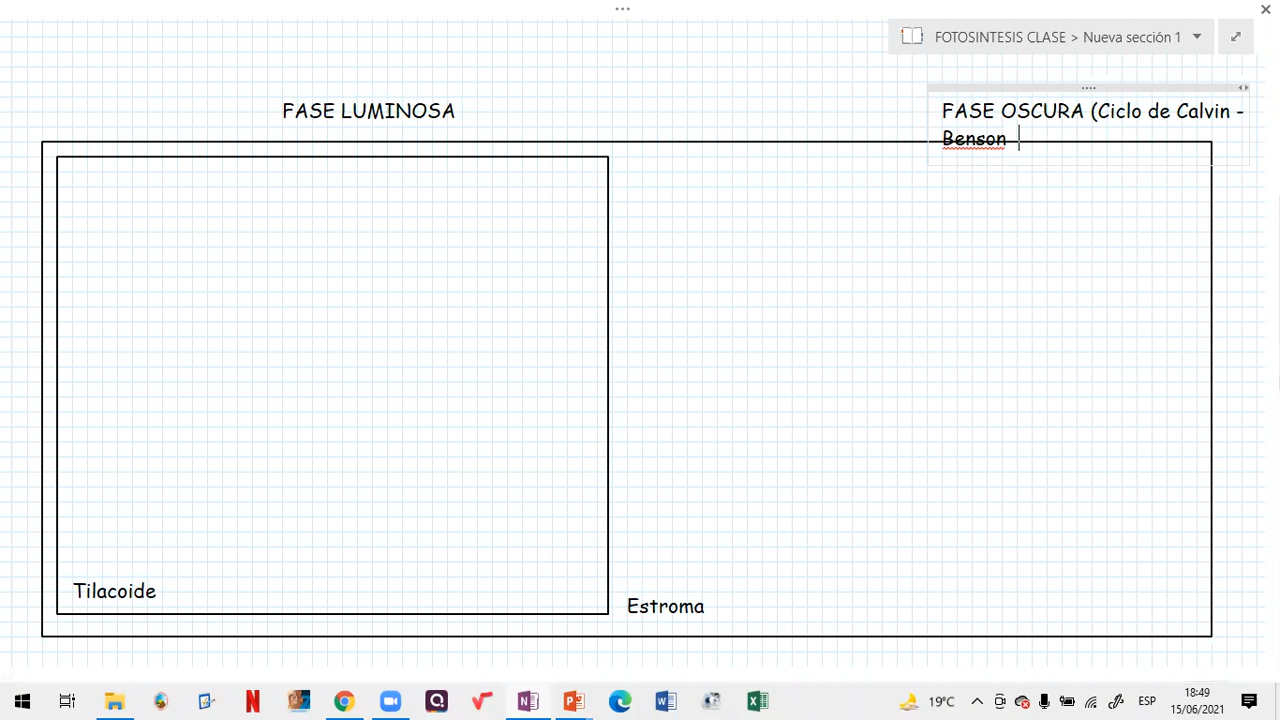 FOTOSINTESIS CLASE > Nueva sección 1
FASE LUMINOSA
FASE OSCURA (Ciclo de Calvin -
Benson
Tilacoide
Estroma
19°C
ESP
8:49
15/06/2021